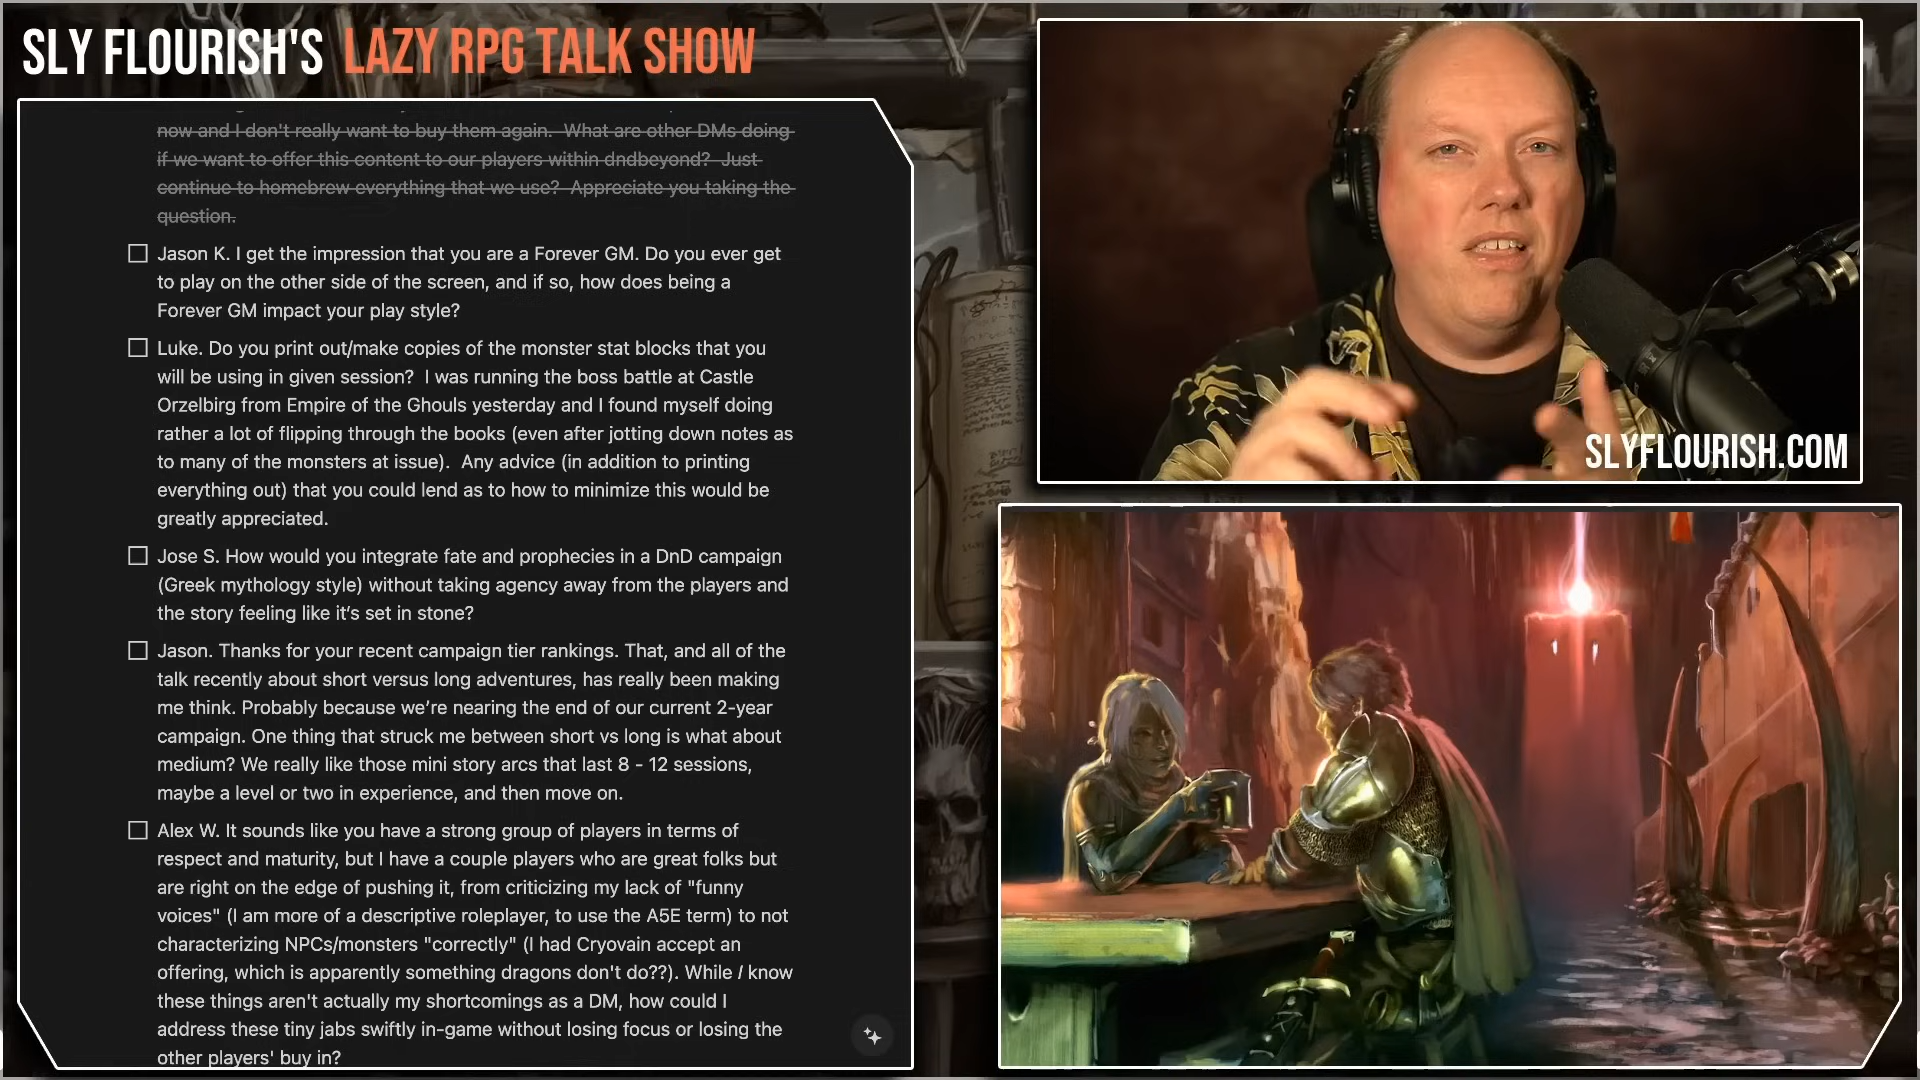 SLY FLOURISH'S LAZY RPG TALK SHOW
now and I don't really want to buy them again.  What are other DMs doing
if we want to offer this content to our players within dndbeyond?  Just
continue to homebrew everything that we use?  Appreciate you taking the
question.
Jason K. I get the impression that you are a Forever GM. Do you ever get
to play on the other side of the screen, and if so, how does being a
Forever GM impact your play style?
Luke. Do you print out/make copies of the monster stat blocks that you
will be using in given session?  I was running the boss battle at Castle
Orzelbirg from Empire of the Ghouls yesterday and I found myself doing
rather a lot of flipping through the books (even after jotting down notes as
to many of the monsters at issue).  Any advice (in addition to printing
everything out) that you could lend as to how to minimize this would be
greatly appreciated.
Jose S. How would you integrate fate and prophecies in a DnD campaign
(Greek mythology style) without taking agency away from the players and
the story feeling like it’s set in stone?
Jason. Thanks for your recent campaign tier rankings. That, and all of the
talk recently about short versus long adventures, has really been making
me think. Probably because we’re nearing the end of our current 2-year
campaign. One thing that struck me between short vs long is what about
medium? We really like those mini story arcs that last 8 - 12 sessions,
maybe a level or two in experience, and then move on.
Alex W. It sounds like you have a strong group of players in terms of
respect and maturity, but I have a couple players who are great folks but
are right on the edge of pushing it, from criticizing my lack of "funny
voices" (I am more of a descriptive roleplayer, to use the A5E term) to not
characterizing NPCs/monsters "correctly" (I had Cryovain accept an
offering, which is apparently something dragons don't do??). While I know
these things aren't actually my shortcomings as a DM, how could I
address these tiny jabs swiftly in-game without losing focus or losing the
other players' buy in?
SLYFLOURISH.COM